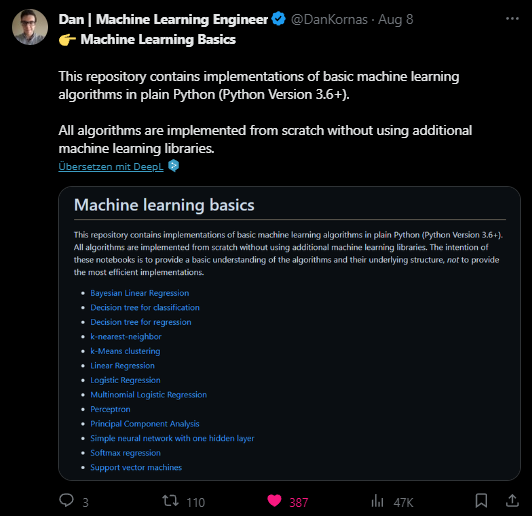 Dan | Machine Learning Engineer @DanKornas · Aug 8
👉 Machine Learning Basics
This repository contains implementations of basic machine learning
algorithms in plain Python (Python Version 3.6+).
All algorithms are implemented from scratch without using additional
machine learning libraries.
Übersetzen mit DeepL
Machine learning basics
This repository contains implementations of basic machine learning algorithms in plain Python (Python Version 3.6+).
All algorithms are implemented from scratch without using additional machine learning libraries. The intention of
these notebooks is to provide a basic understanding of the algorithms and their underlying structure, not to provide
the most efficient implementations.
• Bayesian Linear Regression
• Decision tree for classification
• Decision tree for regression
• k-nearest-neighbor
• k-Means clustering
• Linear Regression
• Logistic Regression
• Multinomial Logistic Regression
• Perceptron
• Principal Component Analysis
• Simple neural network with one hidden layer
• Softmax regression
• Support vector machines
3 110 387 47K